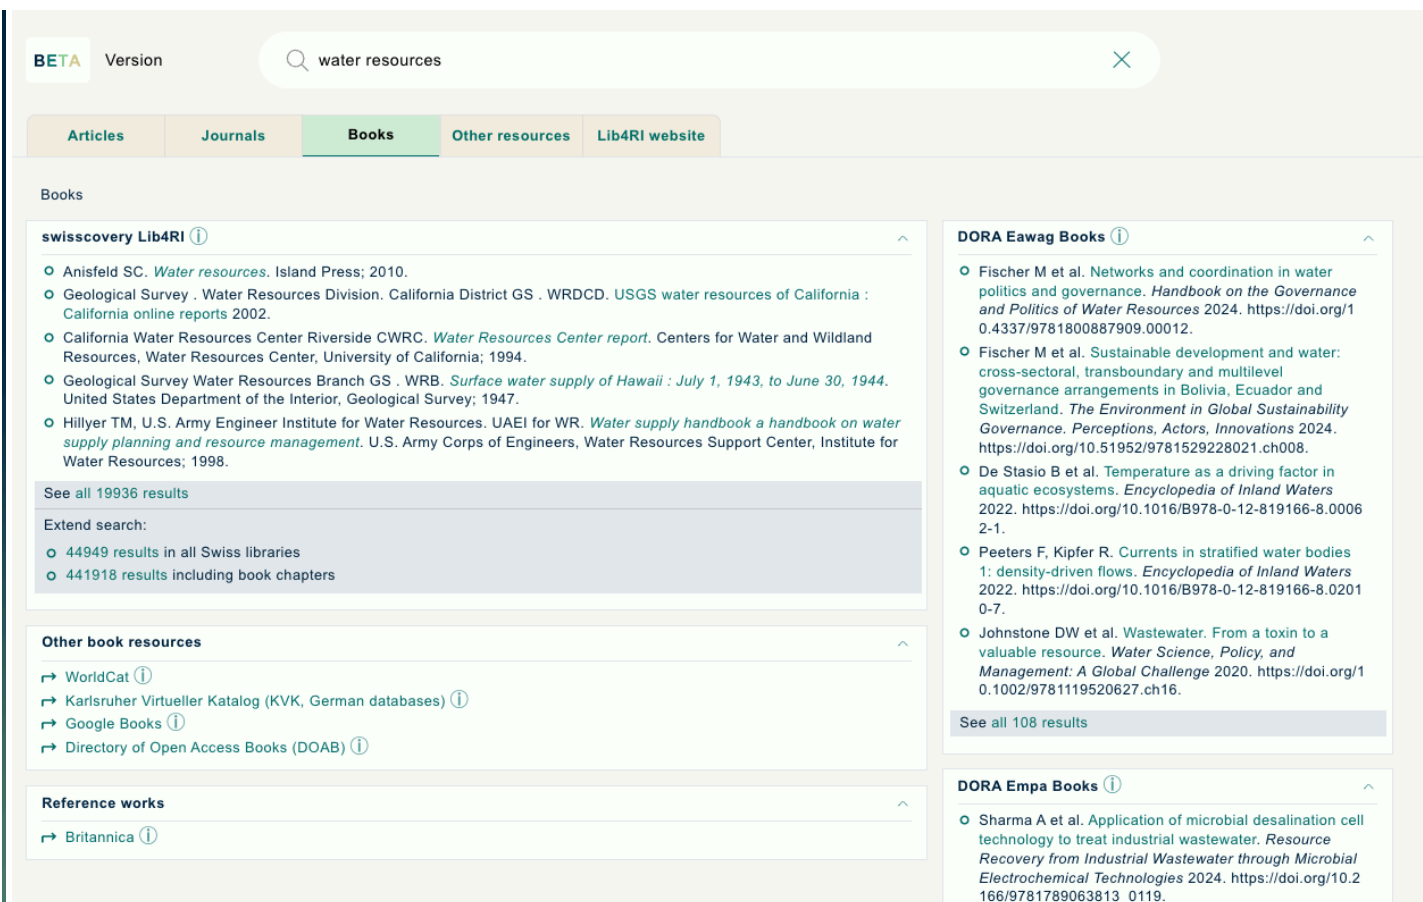 BETA Version
water resources
Articles
Journals
Books
Other resources
Lib4RI website
Books
swisscovery Lib4RI
Anisfeld SC. Water resources. Island Press; 2010.
Geological Survey . Water Resources Division. California District GS . WRDCD. USGS water resources of California :
California online reports 2002.
California Water Resources Center Riverside CWRC. Water Resources Center report. Centers for Water and Wildland
Resources, Water Resources Center, University of California; 1994.
Geological Survey Water Resources Branch GS . WRB. Surface water supply of Hawaii : July 1, 1943, to June 30, 1944.
United States Department of the Interior, Geological Survey; 1947.
Hillyer TM, U.S. Army Engineer Institute for Water Resources. UAEI for WR. Water supply handbook a handbook on water
supply planning and resource management. U.S. Army Corps of Engineers, Water Resources Support Center, Institute for
Water Resources; 1998.
See all 19936 results
Extend search:
44949 results in all Swiss libraries
441918 results including book chapters
Other book resources
WorldCat
Karlsruher Virtueller Katalog (KVK, German databases)
Google Books
Directory of Open Access Books (DOAB)
Reference works
Britannica
DORA Eawag Books
Fischer M et al. Networks and coordination in water
politics and governance. Handbook on the Governance
and Politics of Water Resources 2024. https://doi.org/1
0.4337/9781800887909.00012.
Fischer M et al. Sustainable development and water:
cross-sectoral, transboundary and multilevel
governance arrangements in Bolivia, Ecuador and
Switzerland. The Environment in Global Sustainability
Governance. Perceptions, Actors, Innovations 2024.
https://doi.org/10.51952/9781529228021.ch008.
De Stasio B et al. Temperature as a driving factor in
aquatic ecosystems. Encyclopedia of Inland Waters
2022. https://doi.org/10.1016/B978-0-12-819166-8.0006
2-1.
Peeters F, Kipfer R. Currents in stratified water bodies
1: density-driven flows. Encyclopedia of Inland Waters
2022. https://doi.org/10.1016/B978-0-12-819166-8.0201
0-7.
Johnstone DW et al. Wastewater. From a toxin to a
valuable resource. Water Science, Policy, and
Management: A Global Challenge 2020. https://doi.org/1
0.1002/9781119520627.ch16.
See all 108 results
DORA Empa Books
Sharma A et al. Application of microbial desalination cell
technology to treat industrial wastewater. Resource
Recovery from Industrial Wastewater through Microbial
Electrochemical Technologies 2024. https://doi.org/10.2
166/9781789063813_0119.